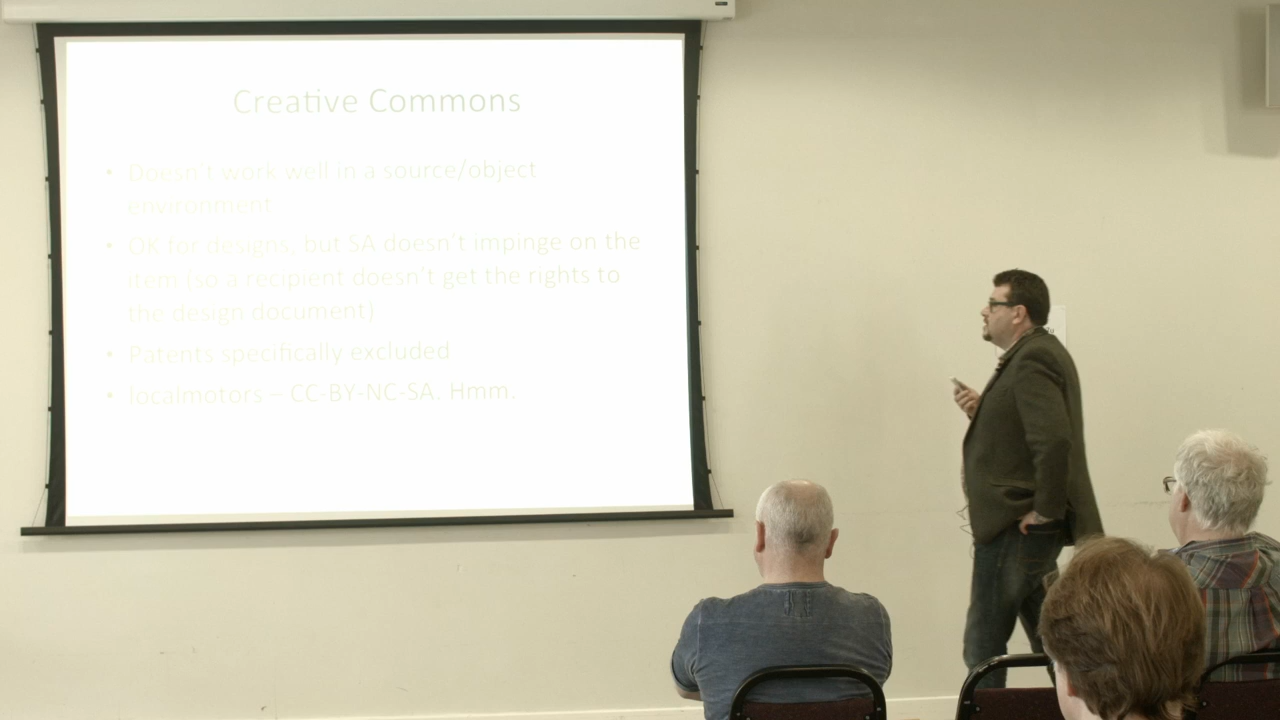 Creative Commons
• Doesn't work well in a source/object
environment
• OK for designs, but SA doesn't impinge on the
item (so a recipient doesn't get the rights to
the design document)
• Patents specifically excluded
• localmotors – CC-BY-NC-SA. Hmm.